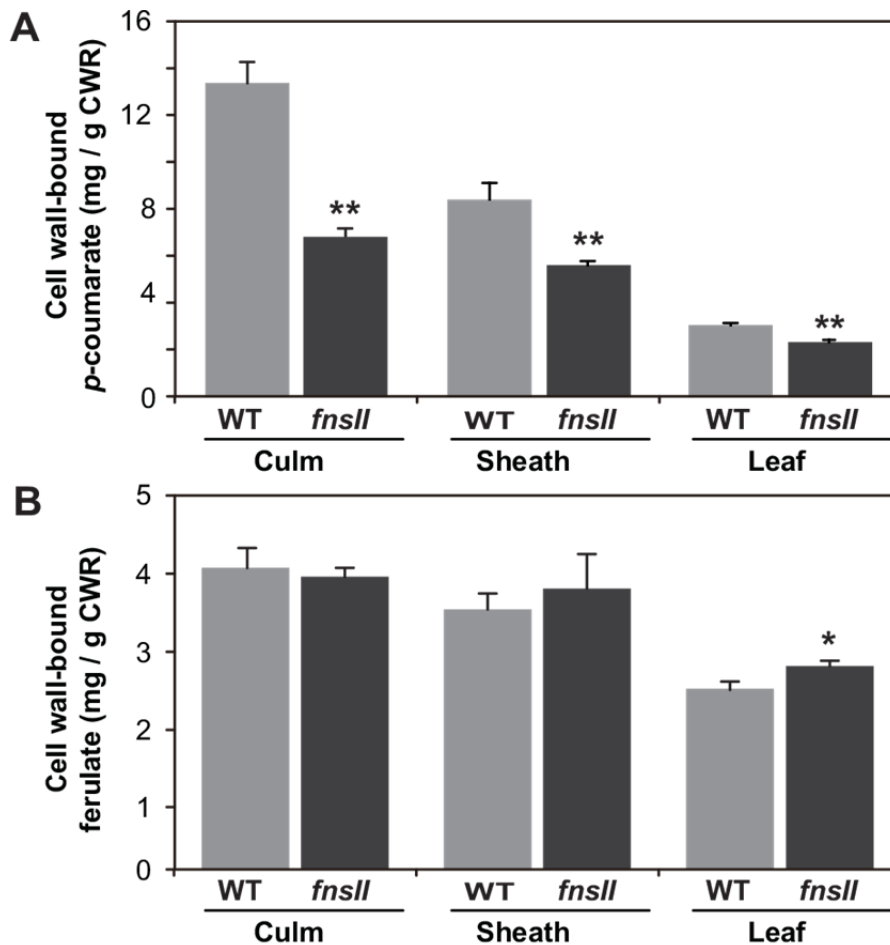 A
Cell wall-bound
p-coumarate (mg / g CWR)
16
12
8
4
0
**
**
**
WT fnsII WT fnsII WT fnsII
Culm Sheath Leaf
B
Cell wall-bound
ferulate (mg / g CWR)
5
4
3
2
1
0
*
WT fnsII WT fnsII WT fnsII
Culm Sheath Leaf